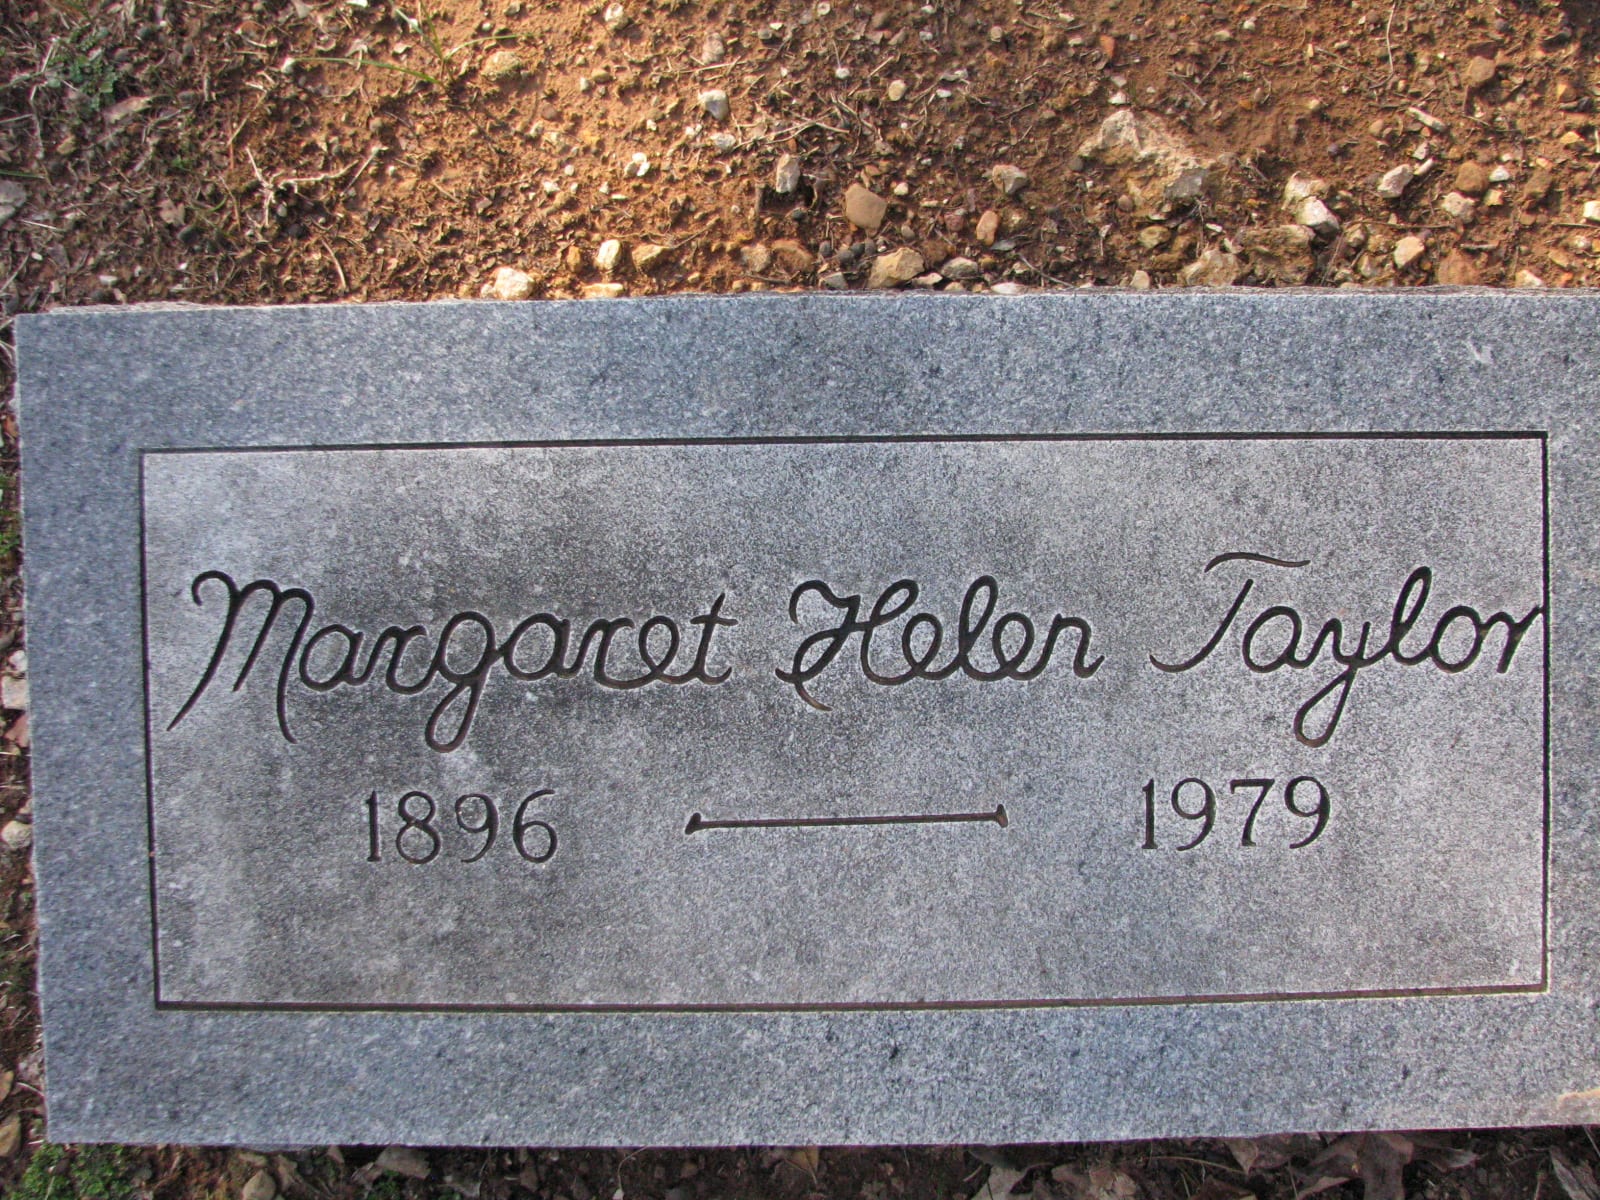 Margaret Helen Taylor
1896 — 1979